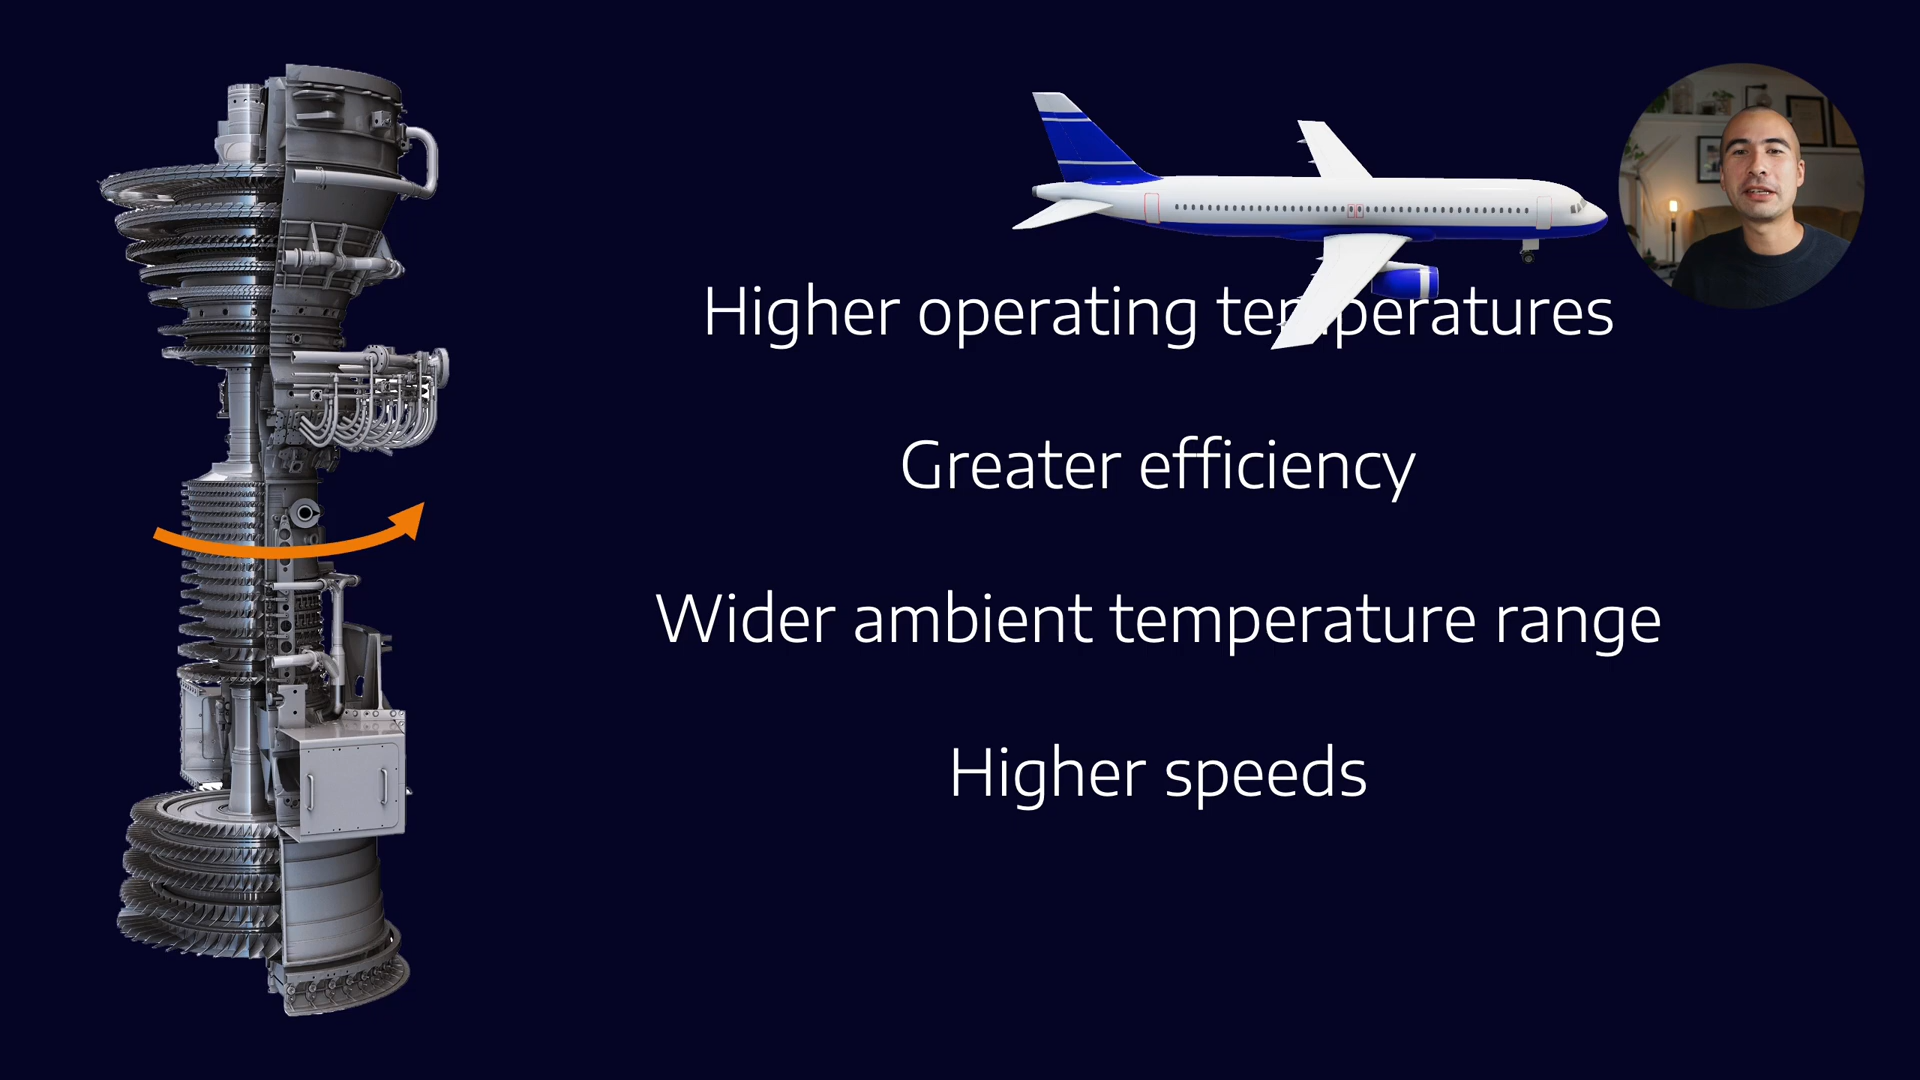 Higher operating temperatures
Greater efficiency
Wider ambient temperature range
Higher speeds